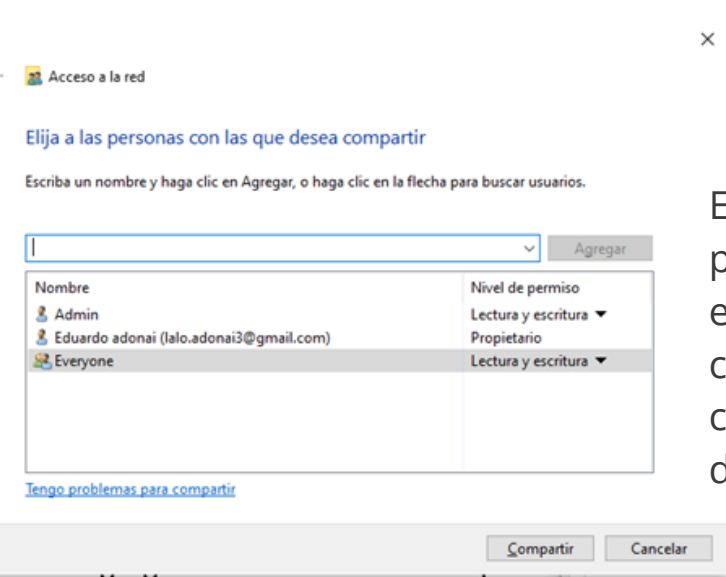 Acceso a la red
Elija a las personas con las que desea compartir
Escriba un nombre y haga clic en Agregar, o haga clic en la flecha para buscar usuarios.
Agregar
Nombre Nivel de permiso
Admin Lectura y escritura
Eduardo adonai (lalo.adonai3@gmail.com) Propietario
Everyone Lectura y escritura
Tengo problemas para compartir
Compartir Cancelar